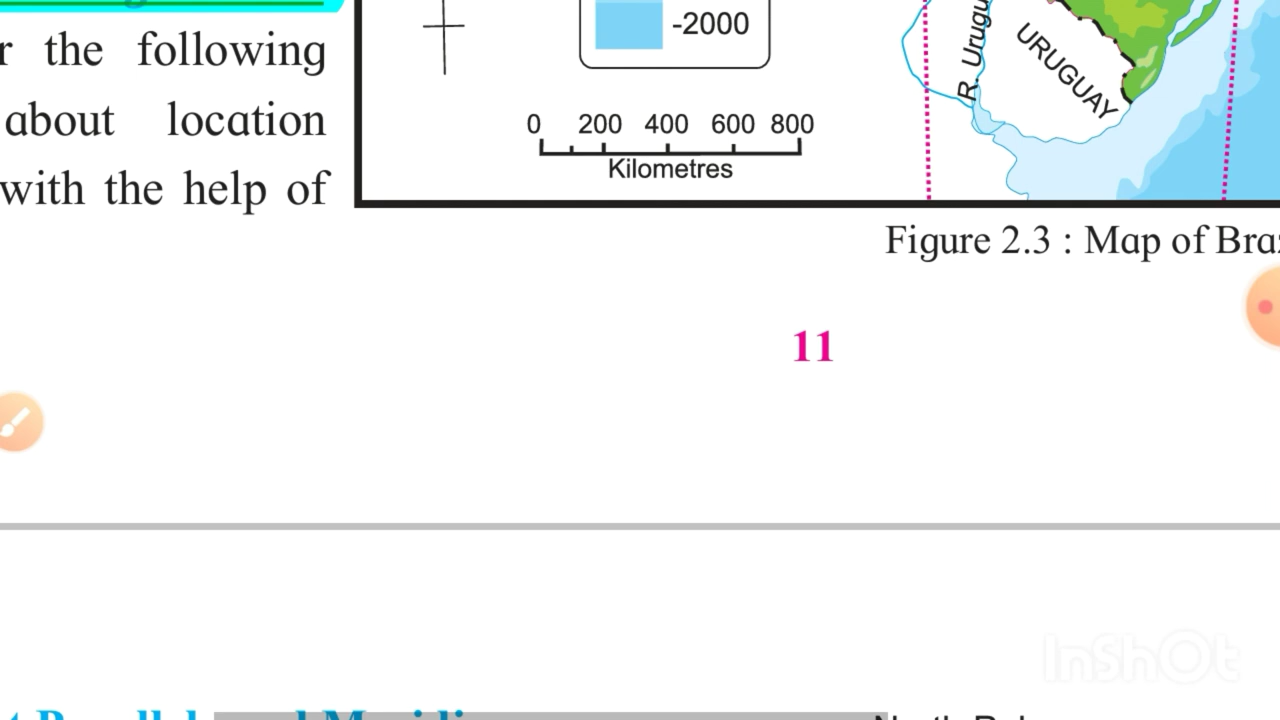 r the following
about location
with the help of
-2000
0 200 400 600 800
Kilometres
R. Urugu
URUGUAY
Figure 2.3 : Map of Bra
11
InShOt